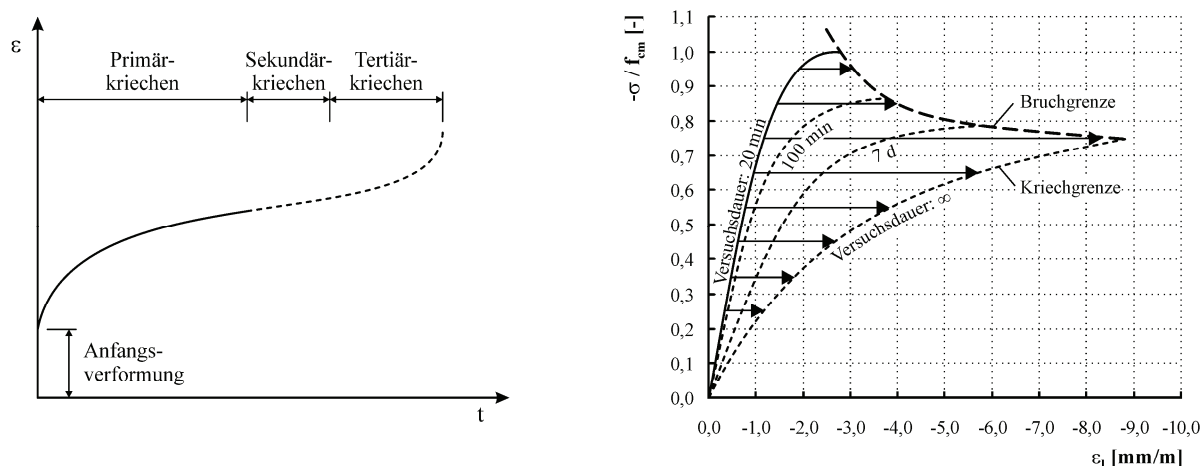 ε
Primär-
kriechen
Sekundär-
kriechen
Tertiär-
kriechen
Anfangs-
verformung
t
-σ / fcm [-]
1,1
1,0
0,9
0,8
0,7
0,6
0,5
0,4
0,3
0,2
0,1
0,0
Versuchsdauer: 20 min
100 min
7 d
Versuchsdauer: ∞
Bruchgrenze
Kriechgrenze
0,0 -1,0 -2,0 -3,0 -4,0 -5,0 -6,0 -7,0 -8,0 -9,0 -10,0